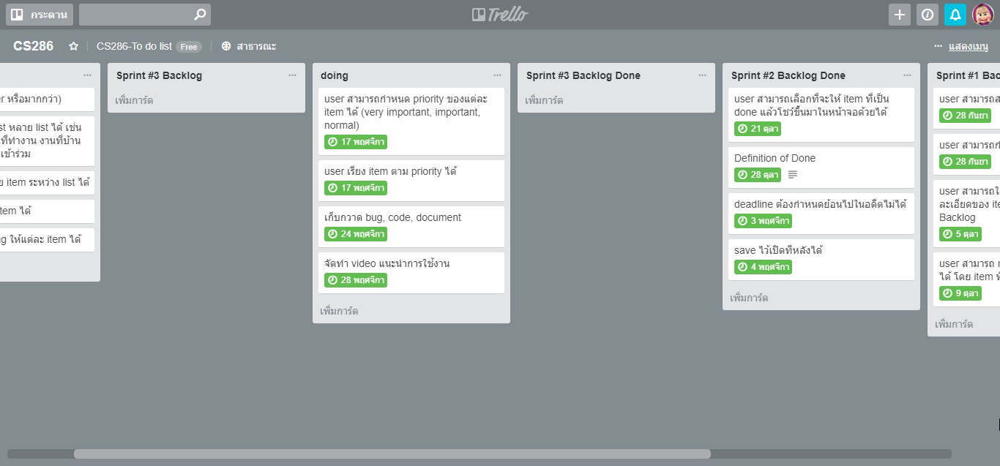 กระดาน
Trello
CS286
CS286-To do list
Free
สาธารณะ
แสดงเมนู
หรือมากกว่า)
หลาย list ได้ เช่น
ที่ทำงาน งานที่บ้าน
เข้าร่วม
item ระหว่าง list ได้
ได้
ให้แต่ละ item ได้
Sprint #3 Backlog
เพิ่มการ์ด
doing
user สามารถกำหนด priority ของแต่ละ
item ได้ (very important, important,
normal)
17 พฤศจิกา
user เรียง item ตาม priority ได้
17 พฤศจิกา
เก็บกวาด bug, code, document
24 พฤศจิกา
จัดทำ video แนะนำการใช้งาน
28 พฤศจิกา
เพิ่มการ์ด
Sprint #3 Backlog Done
เพิ่มการ์ด
Sprint #2 Backlog Done
user สามารถเลือกที่จะให้ item ที่เป็น
done แล้วโชว์ขึ้นมาในหน้าจอด้วยได้
21 ตุลา
Definition of Done
28 ตุลา
deadline ต้องกำหนดย้อนไปในอดีตไม่ได้
3 พฤศจิกา
save ไว้เปิดทีหลังได้
4 พฤศจิกา
เพิ่มการ์ด
Sprint #1
user สามารถ
28 กันยา
user สามารถ
28 กันยา
user สามารถ
ละเอียดของ
Backlog
5 ตุลา
user สามารถ
ได้ โดย item
9 ตุลา
เพิ่มการ์ด